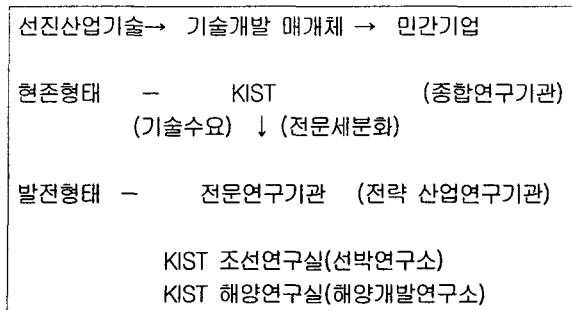 선진산업기술→ 기술개발 매개체 → 민간기업
현존형태 – KIST (종합연구기관)
(기술수요) ↓ (전문세분화)
발전형태 – 전문연구기관 (전략 산업연구기관)
KIST 조선연구실(선박연구소)
KIST 해양연구실(해양개발연구소)